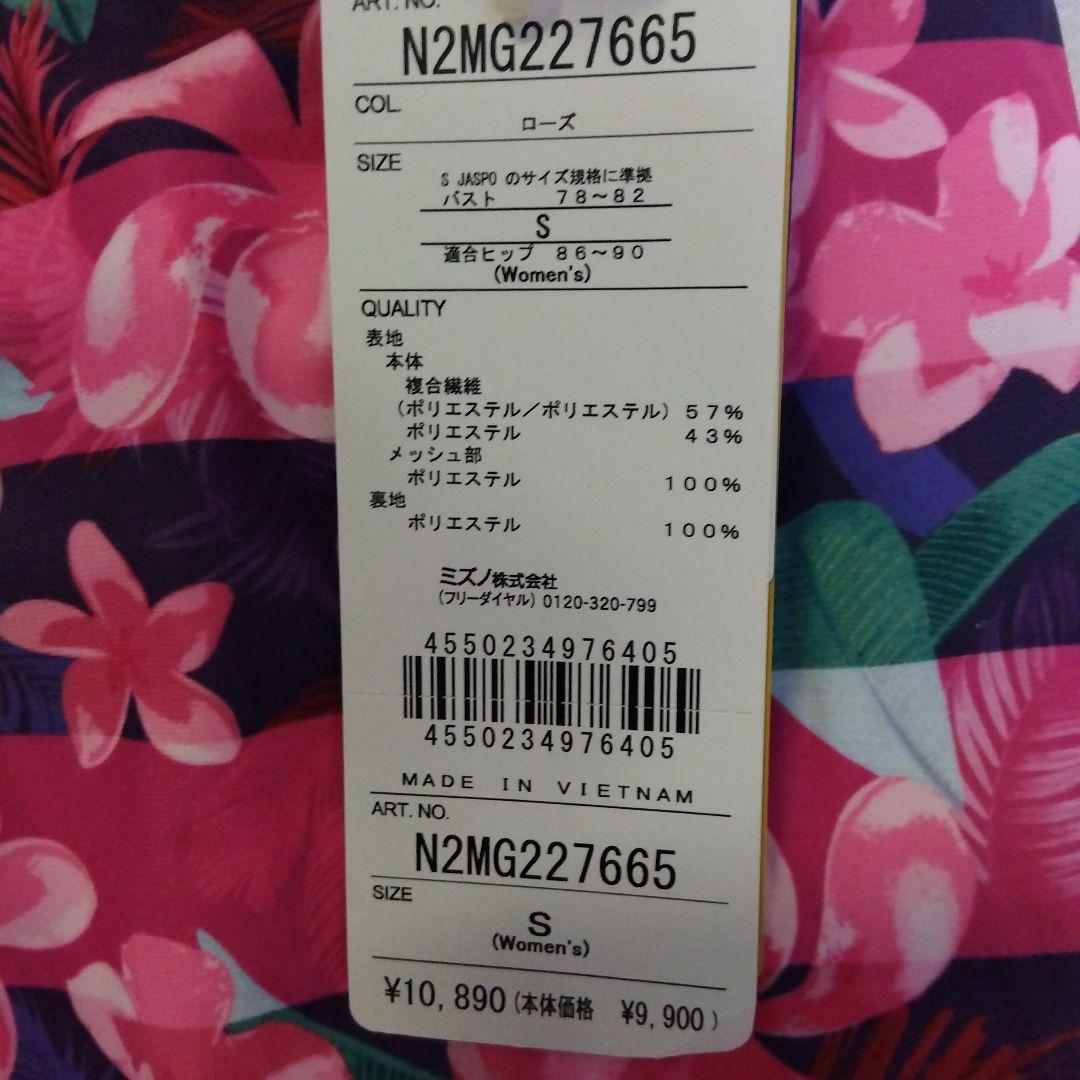 ART. NO.
N2MG227665
COL.
ローズ
SIZE
S JASPO のサイズ規格に準拠
バスト 78~82
S
適合ヒップ 86~90
(Women's)
QUALITY
表地
本体
複合繊維
(ポリエステル/ポリエステル) 57%
ポリエステル 43%
メッシュ部
ポリエステル 100%
裏地
ポリエステル 100%
ミズノ株式会社
(フリーダイヤル) 0120-320-799
4550234976405
4550234976405
MADE IN VIETNAM
ART. NO.
N2MG227665
SIZE
S
(Women's)
¥10,890 (本体価格 ¥9,900)